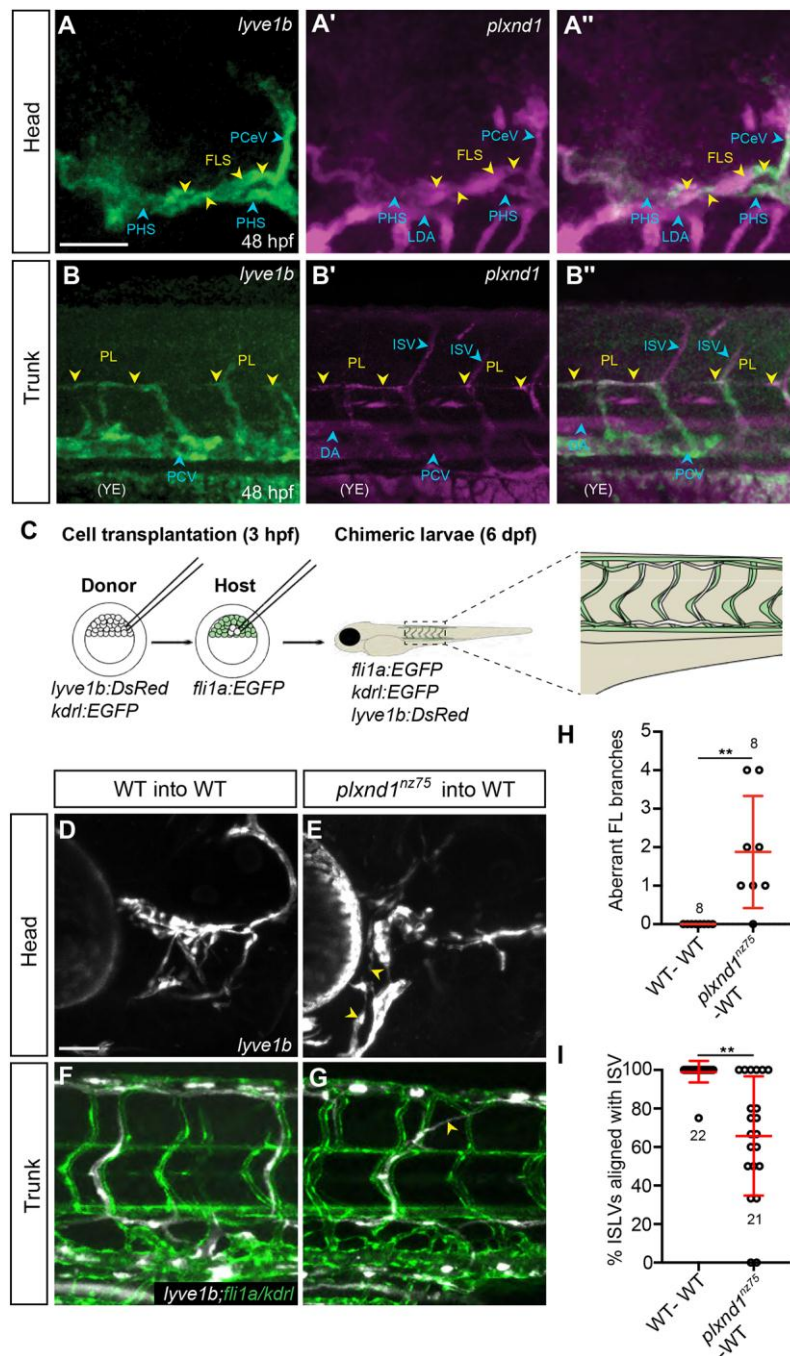 A
lyve1b
A'
plxnd1
A"
Head
PCeV
FLS
PHS
PHS
48 hpf
PCeV
FLS
PHS
LDA
PHS
PCeV
FLS
PHS
LDA
PHS
B
lyve1b
B'
plxnd1
B"
Trunk
PL
PL
PCV
(YE)
48 hpf
ISV
ISV
PL
PL
DA
PCV
(YE)
ISV
ISV
PL
PL
DA
PCV
(YE)
C
Cell transplantation (3 hpf)
Chimeric larvae (6 dpf)
Donor
Host
lyve1b:DsRed
kdrl:EGFP
fli1a:EGFP
fli1a:EGFP
kdrl:EGFP
lyve1b:DsRed
WT into WT
plxnd1nz75 into WT
Head
D
E
lyve1b
Trunk
F
G
lyve1b;fli1a/kdrl
H
Aberrant FL branches
5
4
3
2
1
0
8
**
8
WT- WT
plxnd1nz75
-WT
I
% ISLVs aligned with ISV
100
80
60
40
20
0
**
22
21
WT- WT
plxnd1nz75
-WT